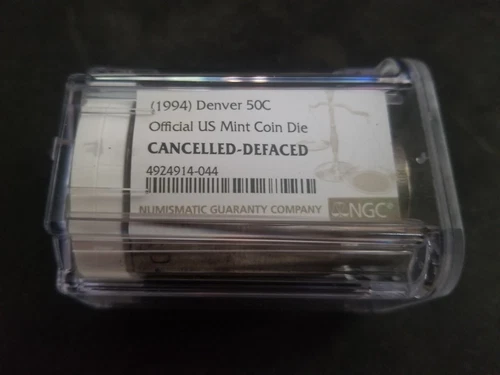 (1994) Denver 50C
Official US Mint Coin Die
CANCELLED-DEFACED
4924914-044
NUMISMATIC GUARANTY COMPANY NGC®